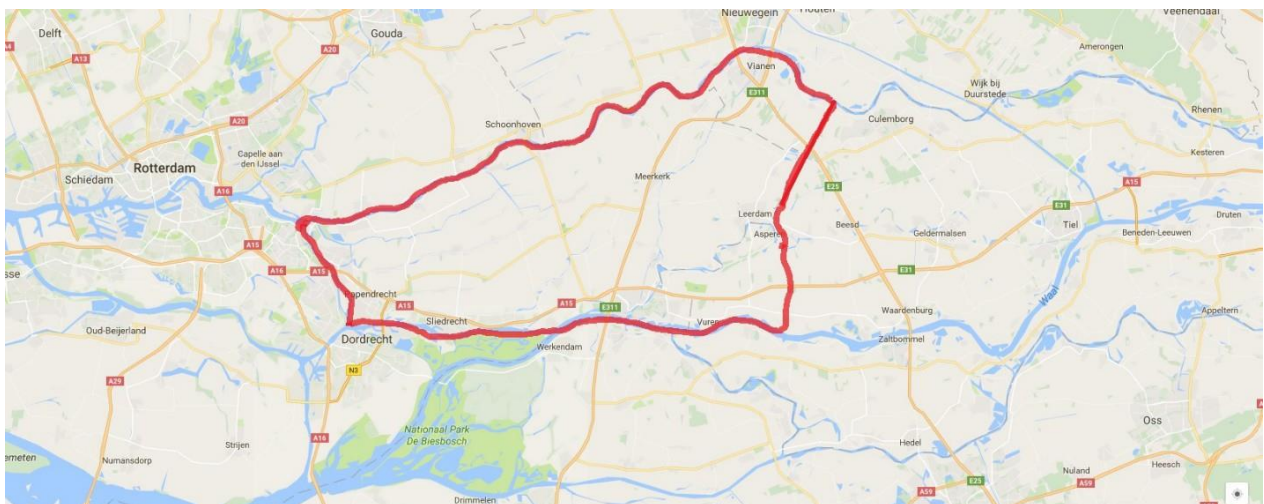 Nieuwegein
Houten
Veenendaal
Delft
A4
A13
A20
Gouda
Vianen
Amerongen
E311
Wijk bij
Duurstede
Rhenen
A20
Schoonhoven
Culemborg
Capelle aan
den IJssel
Kesteren
Rotterdam
Schiedam
A16
Meerkerk
E25
A15
Leerdam
E31
Druten
Asperen
Beesd
Tiel
Geldermalsen
Beneden-Leeuwen
A15
A16
A15
E31
Waal
A15
A15
E311
Vuren
Waardenburg
Appeltern
Oud-Beijerland
Sliedrecht
Dordrecht
Werkendam
Zaltbommel
N3
A29
Oss
Nationaal Park
De Biesbosch
A16
Strijen
Hedel
Numansdorp
Nuland
Heesch
A59
E25
A59
Drimmelen